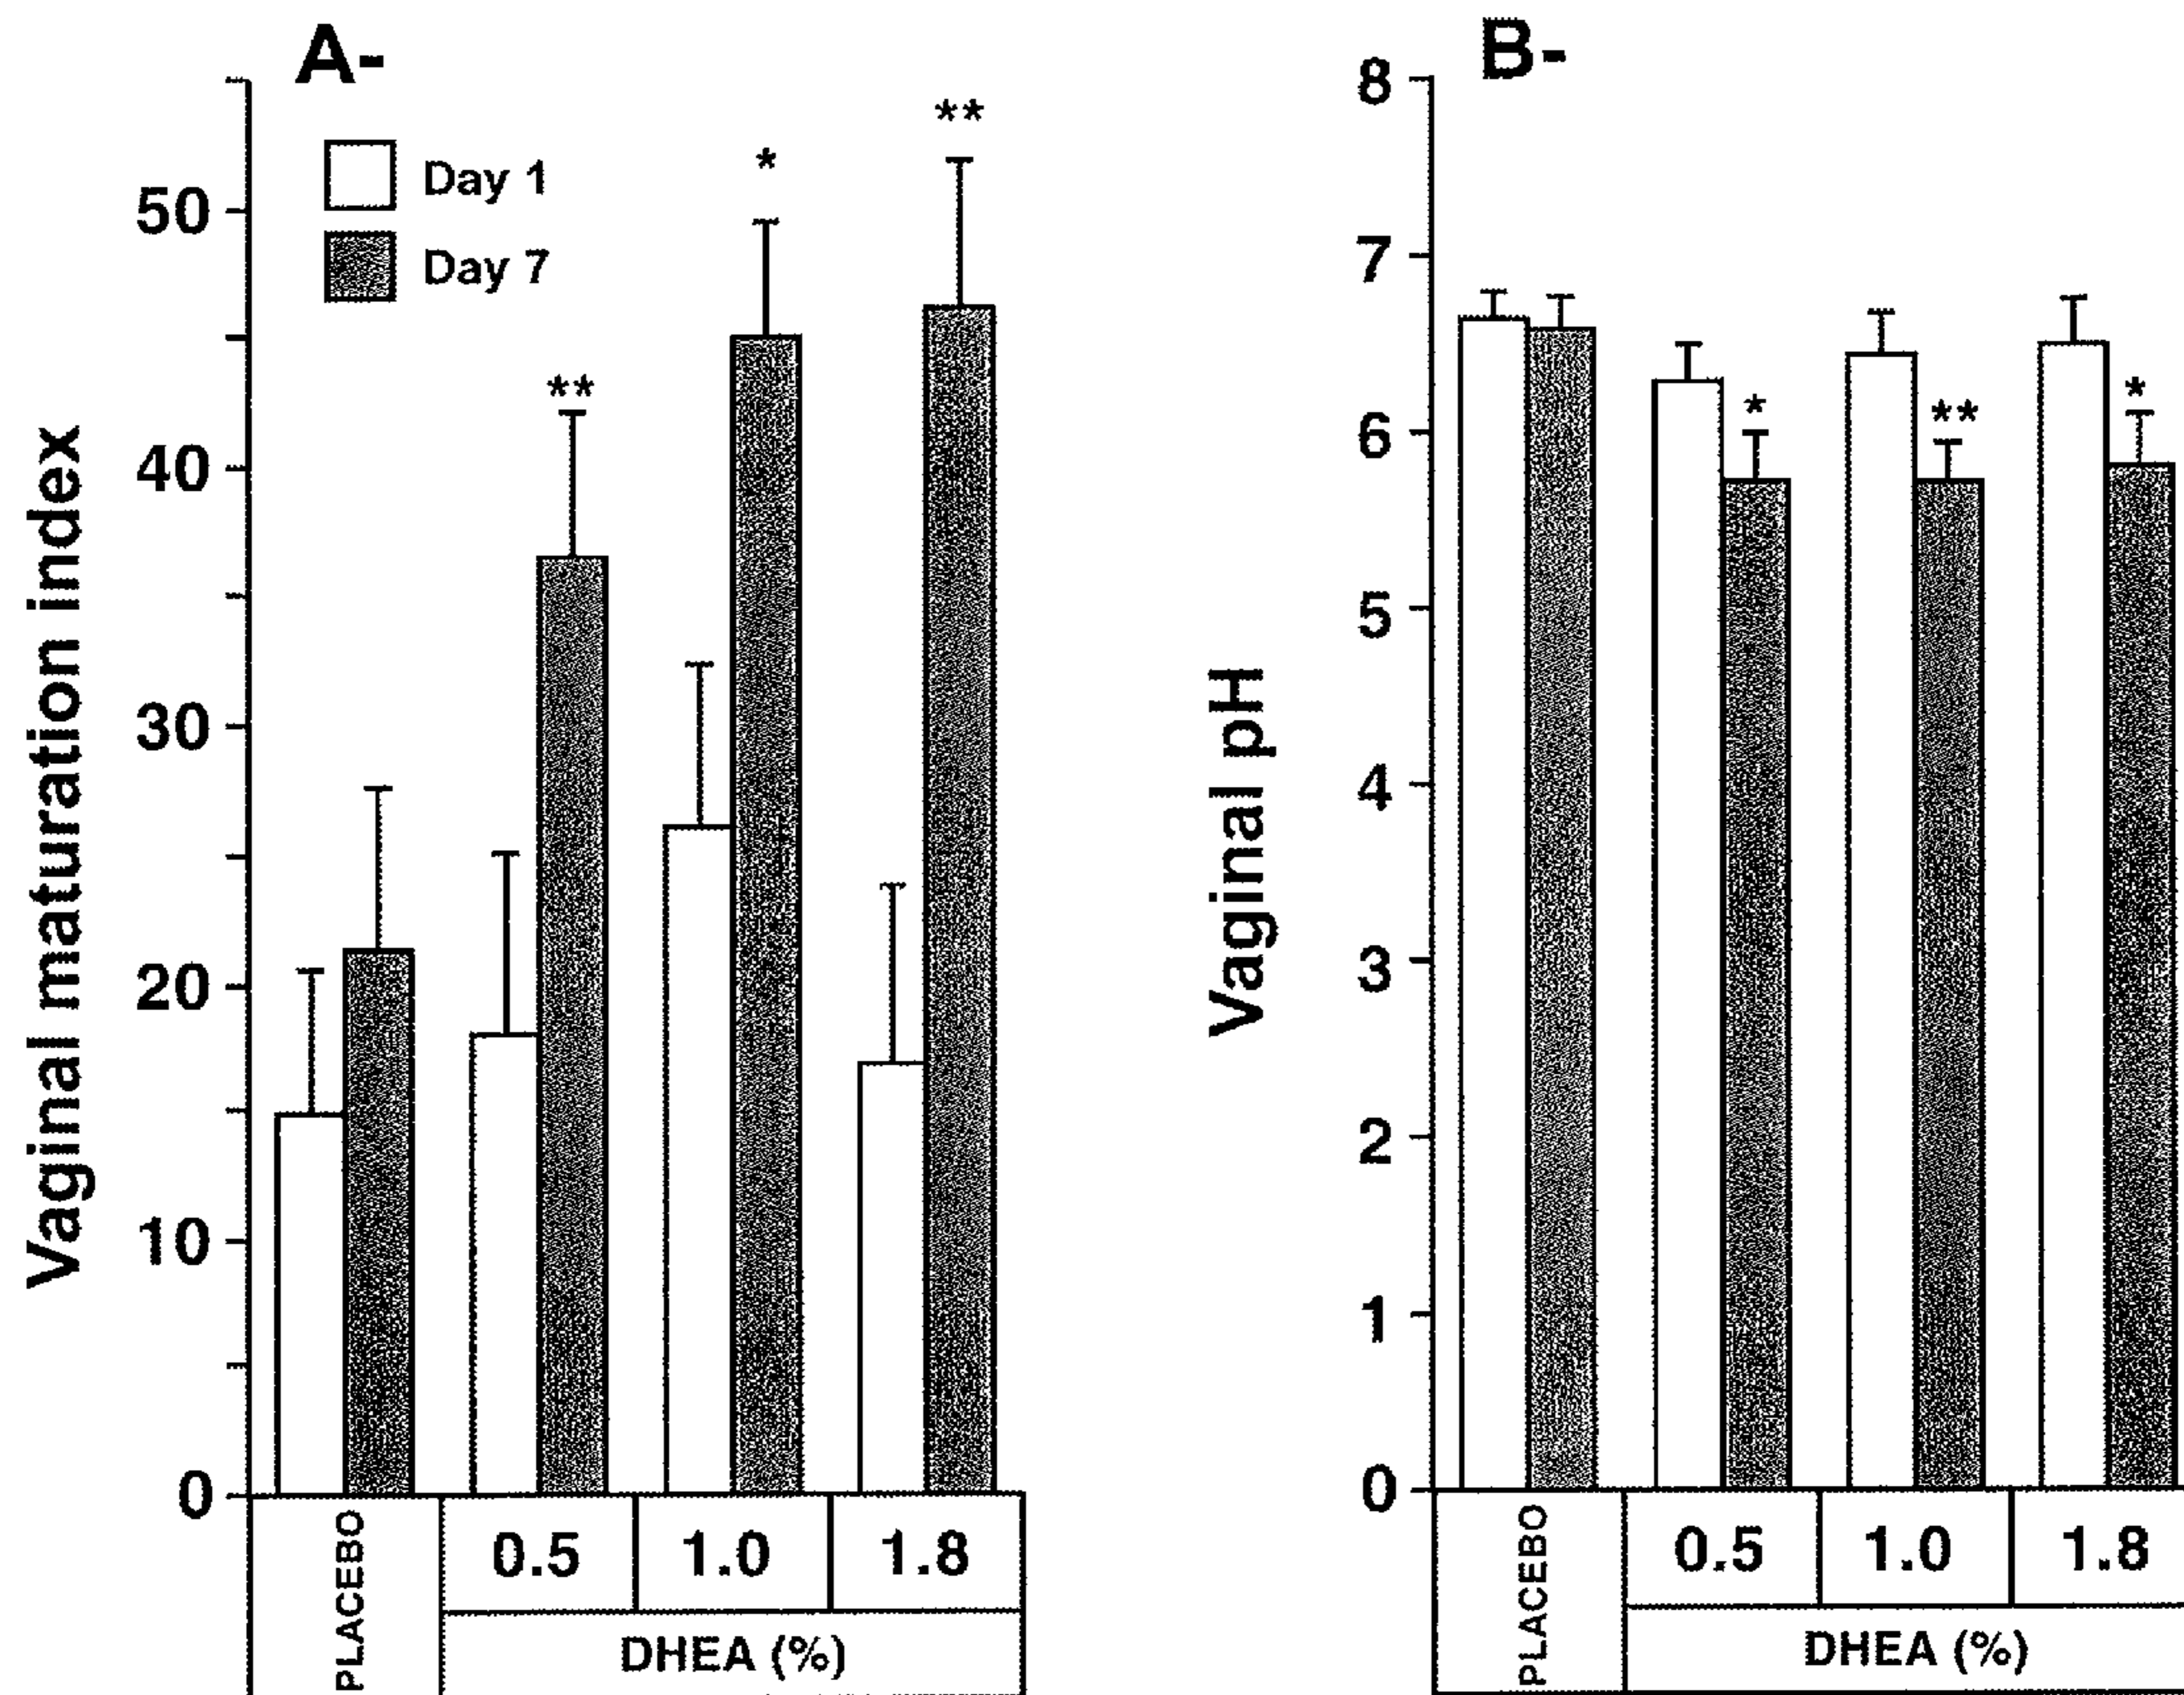 A-
Day 1
Day 7
**
*
**
Vaginal maturation index
50
40
30
20
10
0
PLACEBO
0.5
1.0
1.8
DHEA (%)
B-
*
**
*
Vaginal pH
8
7
6
5
4
3
2
1
0
PLACEBO
0.5
1.0
1.8
DHEA (%)